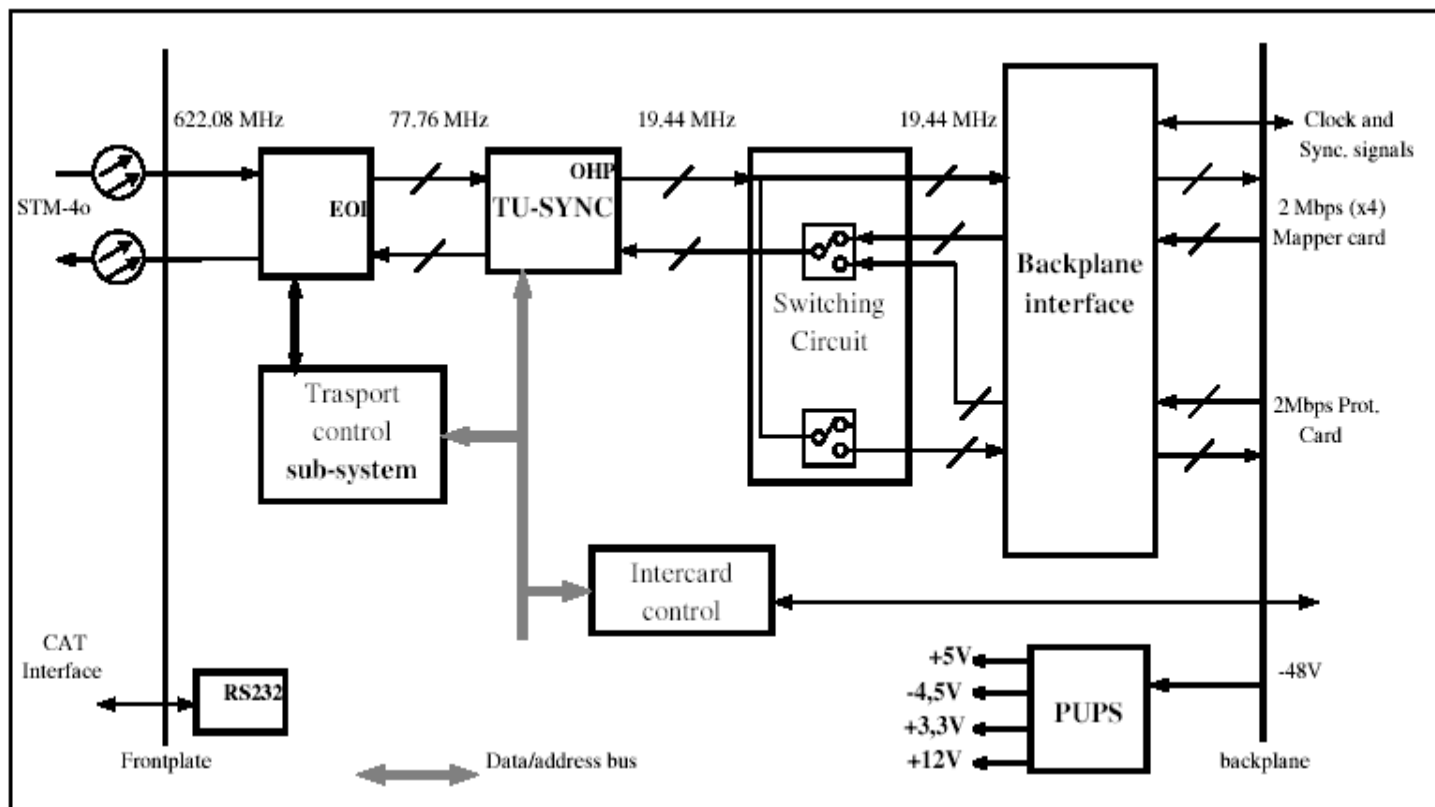 622.08 MHz
77.76 MHz
19.44 MHz
19.44 MHz
Clock and
Sync. signals
STM-4o
EOI
OHP
TU-SYNC
2 Mbps (x4)
Mapper card
Backplane
interface
Switching
Circuit
Trasport
control
sub-system
2Mbps Prot.
Card
Intercard
control
CAT
Interface
RS232
+5V
-4,5V
+3,3V
+12V
PUPS
-48V
Frontplate
Data/address bus
backplane